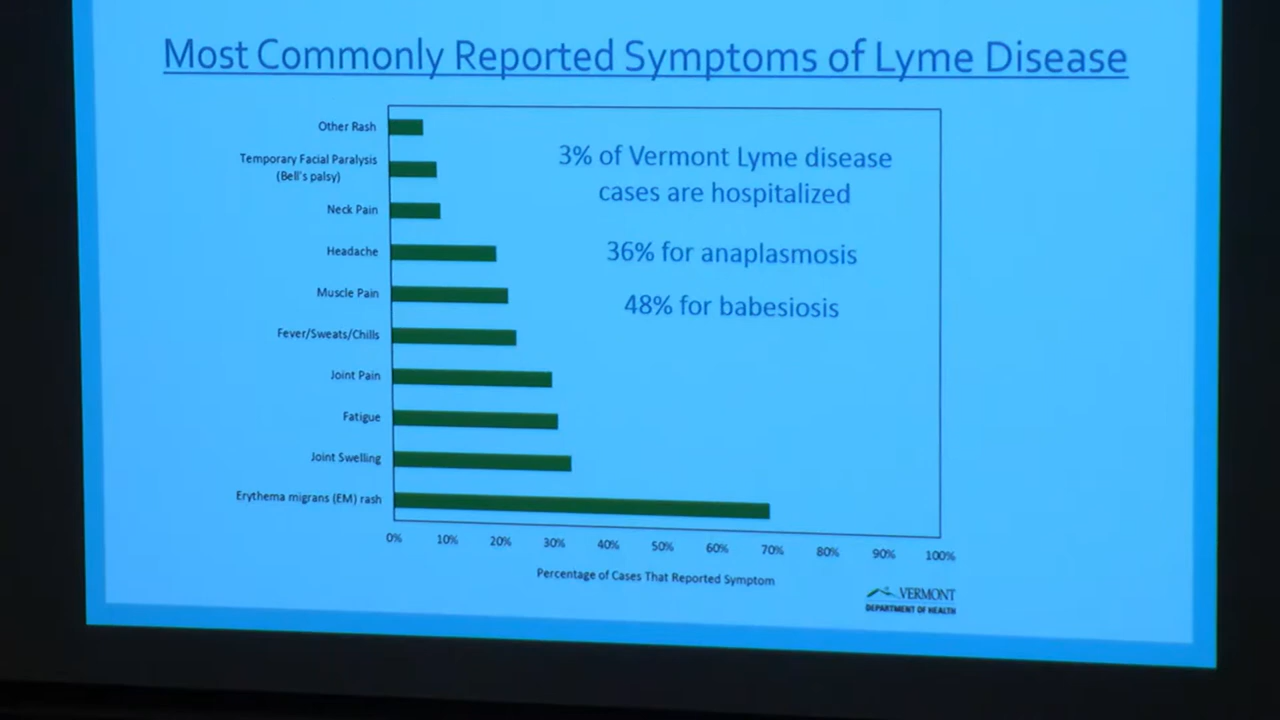 Most Commonly Reported Symptoms of Lyme Disease
Other Rash
Temporary Facial Paralysis
(Bell's palsy)
Neck Pain
Headache
Muscle Pain
Fever/Sweats/Chills
Joint Pain
Fatigue
Joint Swelling
Erythema migrans (EM) rash
3% of Vermont Lyme disease
cases are hospitalized
36% for anaplasmosis
48% for babesiosis
0% 10% 20% 30% 40% 50% 60% 70% 80% 90% 100%
Percentage of Cases That Reported Symptom
VERMONT
DEPARTMENT OF HEALTH